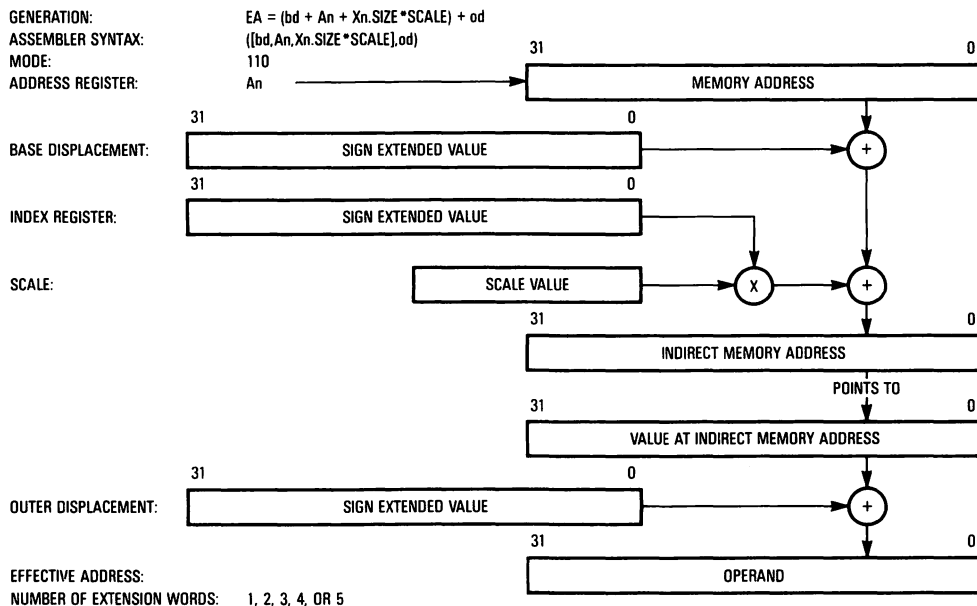 GENERATION: EA = (bd + An + Xn.SIZE*SCALE) + od
ASSEMBLER SYNTAX: ([bd,An,Xn.SIZE*SCALE],od)
MODE: 110
31 0
ADDRESS REGISTER: An MEMORY ADDRESS
31 0
BASE DISPLACEMENT: SIGN EXTENDED VALUE +
31 0
INDEX REGISTER: SIGN EXTENDED VALUE
SCALE: SCALE VALUE X +
31 0
INDIRECT MEMORY ADDRESS
POINTS TO
31 0
VALUE AT INDIRECT MEMORY ADDRESS
31 0
OUTER DISPLACEMENT: SIGN EXTENDED VALUE +
31 0
EFFECTIVE ADDRESS: OPERAND
NUMBER OF EXTENSION WORDS: 1, 2, 3, 4, OR 5